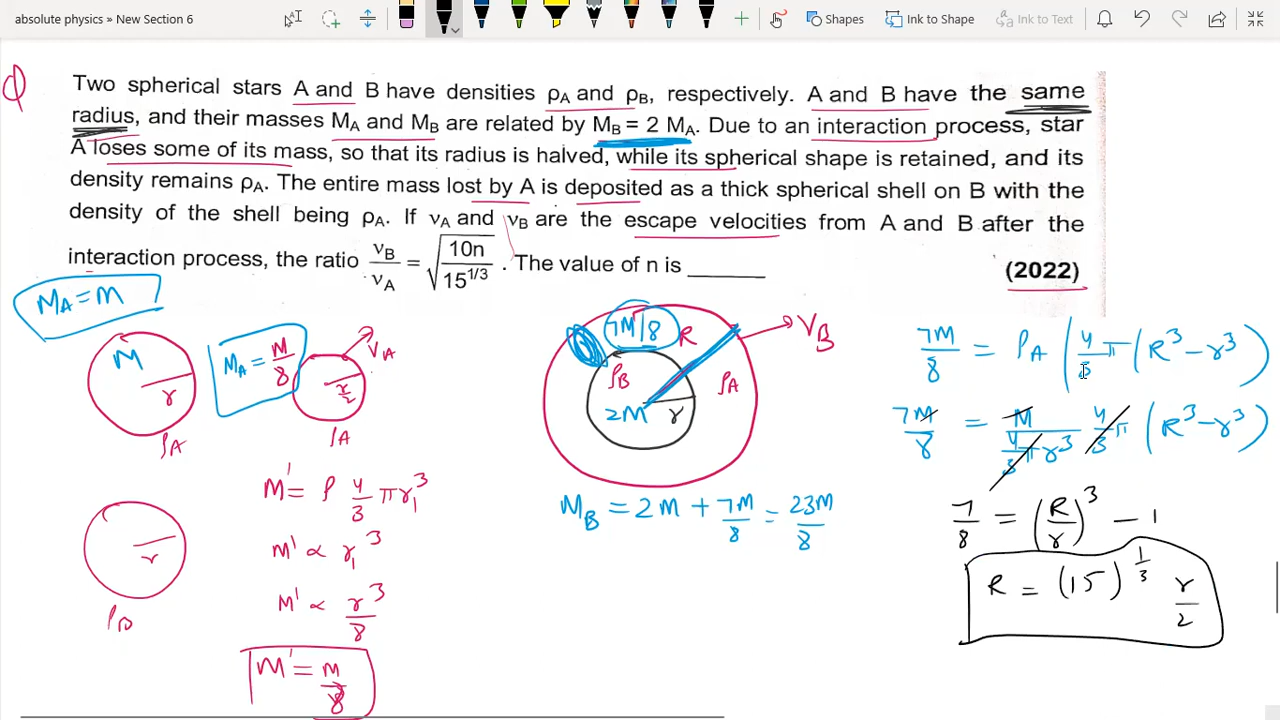 absolute physics › New Section 6
Shapes
Ink to Shape
Ink to Text
Q
Two spherical stars A and B have densities ρA and ρB, respectively. A and B have the same
radius, and their masses MA and MB are related by MB = 2 MA. Due to an interaction process, star
A loses some of its mass, so that its radius is halved, while its spherical shape is retained, and its
density remains ρA. The entire mass lost by A is deposited as a thick spherical shell on B with the
density of the shell being ρA. If vA and vB are the escape velocities from A and B after the
interaction process, the ratio vB/vA = √(10n/15^1/3). The value of n is ________
(2022)
MA = M
M
r
ρA
MA = M/8
VA
r/2
ρA
r
ρB
M' = ρ 4/3 πr₁³
M' ∝ r₁³
M' ∝ r³/8
M' = M/8
7M/8
R
VB
ρB
ρA
2M
r
MB = 2M + 7M/8 = 23M/8
7M/8 = ρA (4/3 π (R³ – r³)
7M/8 = M/(4/3 π r³) 4/3 π (R³ – r³)
7/8 = (R/r)³ – 1
R = (15)^1/3 r/2